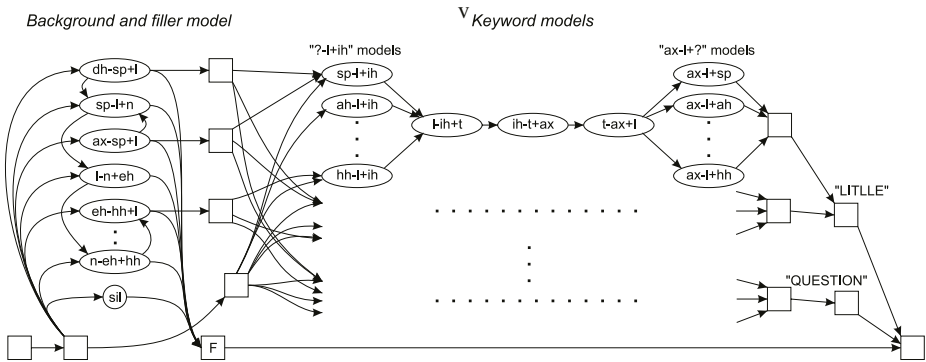 v
Background and filler model
Keyword models
"?-l+ih" models
"ax-l+?" models
dh-sp+l
sp-l+ih
ax-l+sp
sp-l+n
ah-l+ih
ax-l+ah
l-ih+t
ih-t+ax
t-ax+l
ax-sp+l
l-n+eh
hh-l+ih
ax-l+hh
eh-hh+l
"LITLLE"
n-eh+hh
"QUESTION"
sil
F